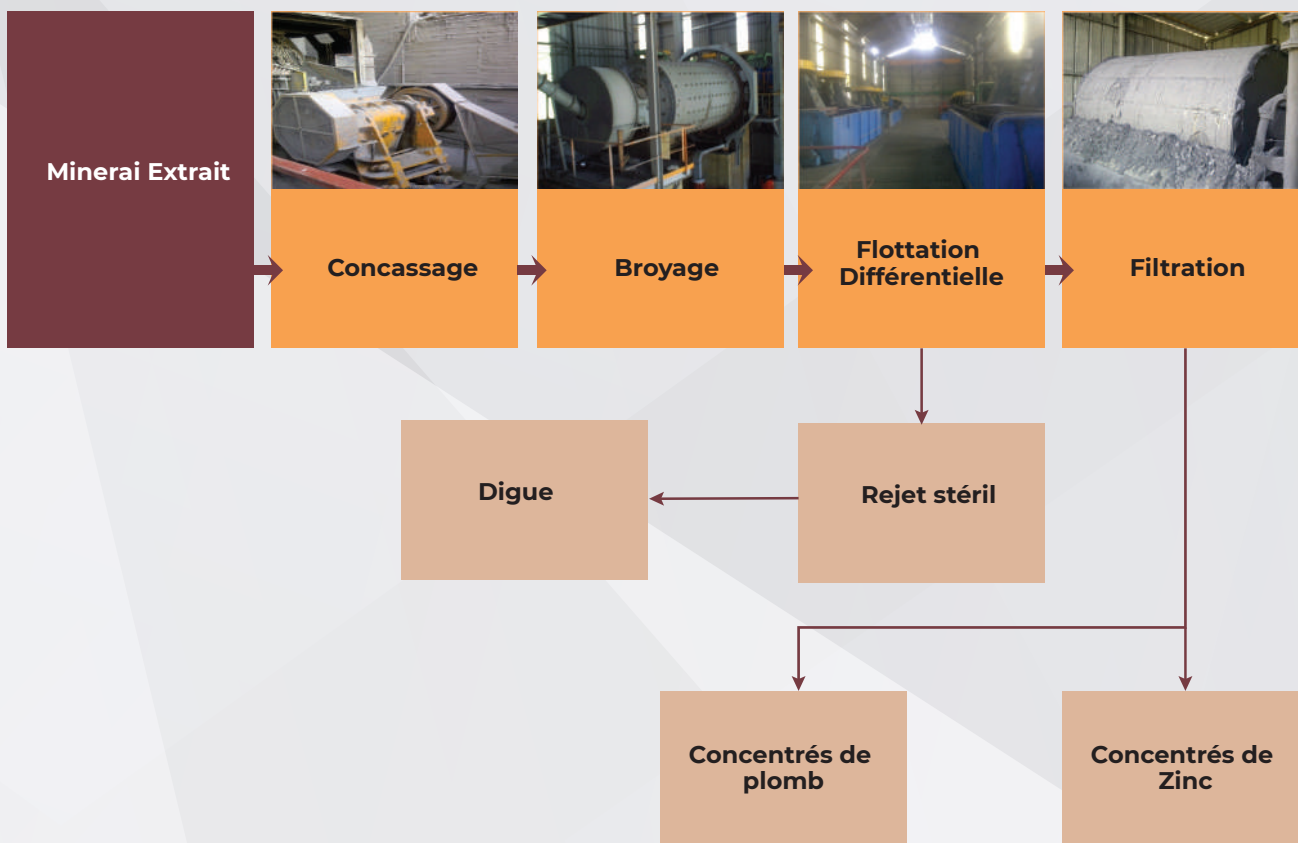 Minerai Extrait
Concassage
Broyage
Flottation
Différentielle
Filtration
Digue
Rejet stéril
Concentrés de
plomb
Concentrés de
Zinc